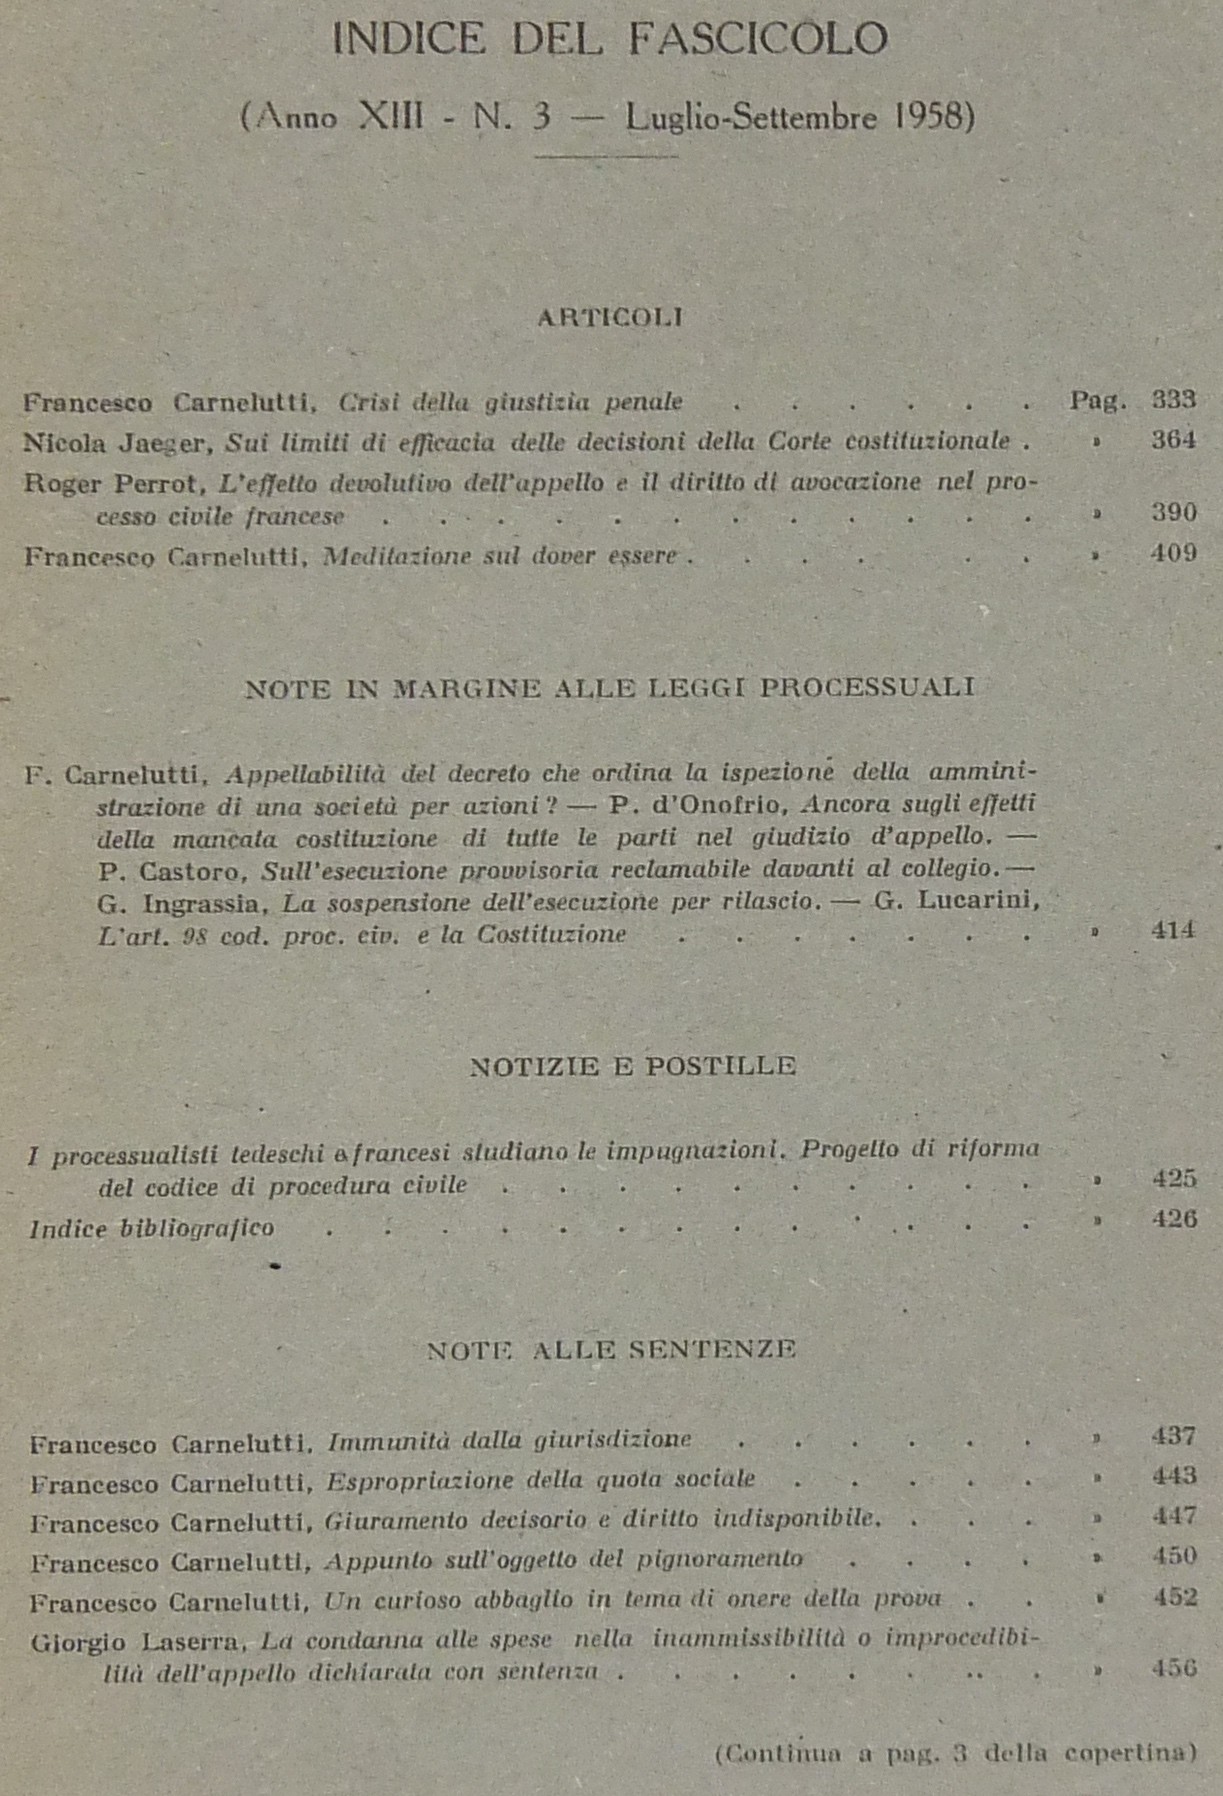 INDICE DEL FASCICOLO
(Anno XIII - N. 3 — Luglio-Settembre 1958)
ARTICOLI
Francesco Carnelutti, Crisi della giustizia penale . . . . . . Pag. 333
Nicola Jaeger, Sui limiti di efficacia delle decisioni della Corte costituzionale . » 364
Roger Perrot, L'effetto devolutivo dell'appello e il diritto di avocazione nel pro-
cesso civile francese . . . . . . . . . . . . » 390
Francesco Carnelutti, Meditazione sul dover essere . . . . . . » 409
NOTE IN MARGINE ALLE LEGGI PROCESSUALI
F. Carnelutti, Appellabilità del decreto che ordina la ispezione della ammini-
strazione di una società per azioni? — P. d'Onofrio, Ancora sugli effetti
della mancata costituzione di tutte le parti nel giudizio d'appello. —
P. Castoro, Sull'esecuzione provvisoria reclamabile davanti al collegio. —
G. Ingrassia, La sospensione dell'esecuzione per rilascio. — G. Lucarini,
L'art. 98 cod. proc. civ. e la Costituzione . . . . . . . » 414
NOTIZIE E POSTILLE
I processualisti tedeschi e francesi studiano le impugnazioni. Progetto di riforma
del codice di procedura civile . . . . . . . . . . » 425
Indice bibliografico . . . . . . . . . . . . . » 426
NOTE ALLE SENTENZE
Francesco Carnelutti, Immunità dalla giurisdizione . . . . . . » 437
Francesco Carnelutti, Espropriazione della quota sociale . . . . . » 443
Francesco Carnelutti, Giuramento decisorio e diritto indisponibile. . . . » 447
Francesco Carnelutti, Appunto sull'oggetto del pignoramento . . . . » 450
Francesco Carnelutti, Un curioso abbaglio in tema di onere della prova . . » 452
Giorgio Laserra, La condanna alle spese nella inammissibilità o improcedibi-
lità dell'appello dichiarata con sentenza . . . . . . .. . » 456
(Continua a pag. 3 della copertina)